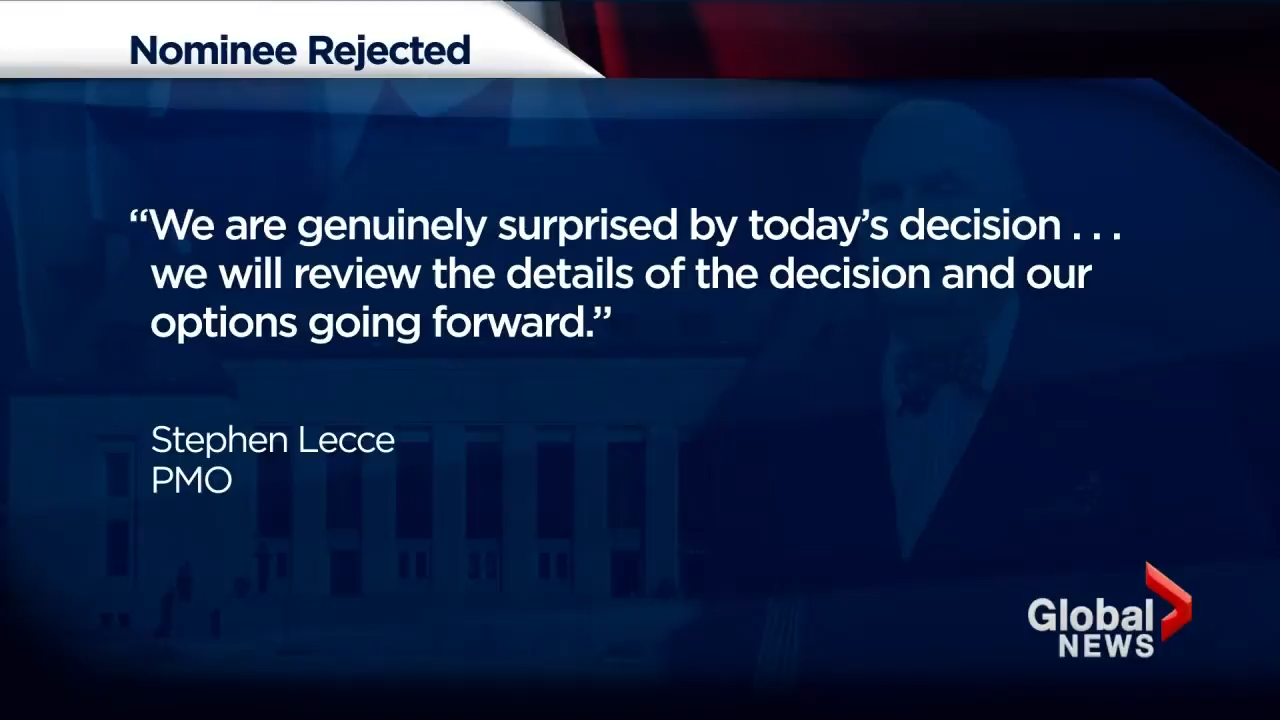 Nominee Rejected
“We are genuinely surprised by today’s decision . . .
we will review the details of the decision and our
options going forward.”
Stephen Lecce
PMO
Global
NEWS